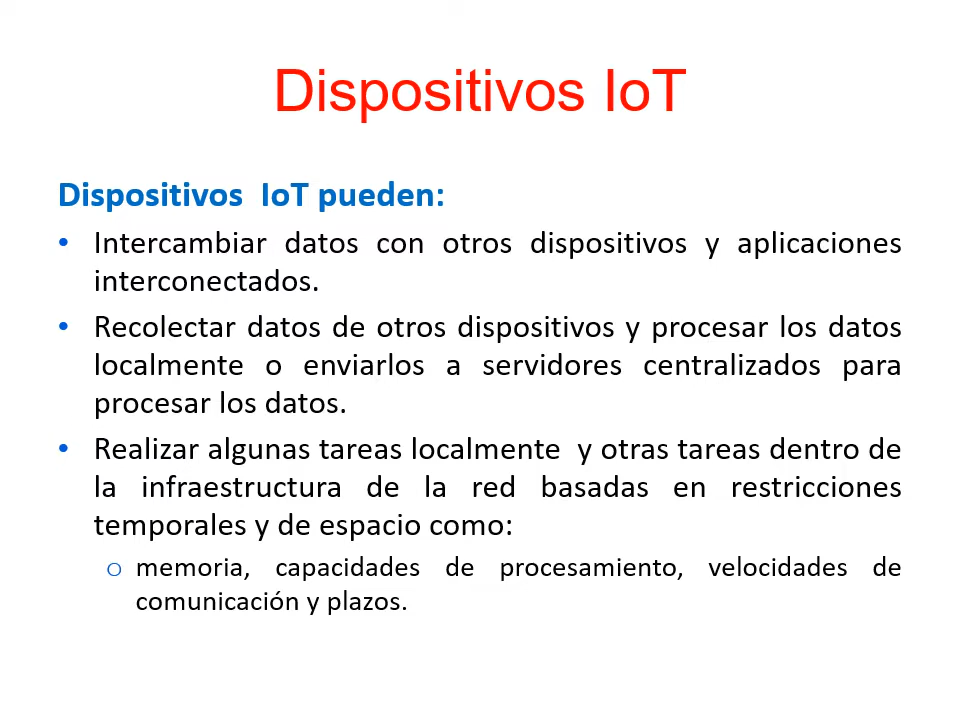 Dispositivos IoT
Dispositivos IoT pueden:
• Intercambiar datos con otros dispositivos y aplicaciones
interconectados.
• Recolectar datos de otros dispositivos y procesar los datos
localmente o enviarlos a servidores centralizados para
procesar los datos.
• Realizar algunas tareas localmente y otras tareas dentro de
la infraestructura de la red basadas en restricciones
temporales y de espacio como:
o memoria, capacidades de procesamiento, velocidades de
comunicación y plazos.